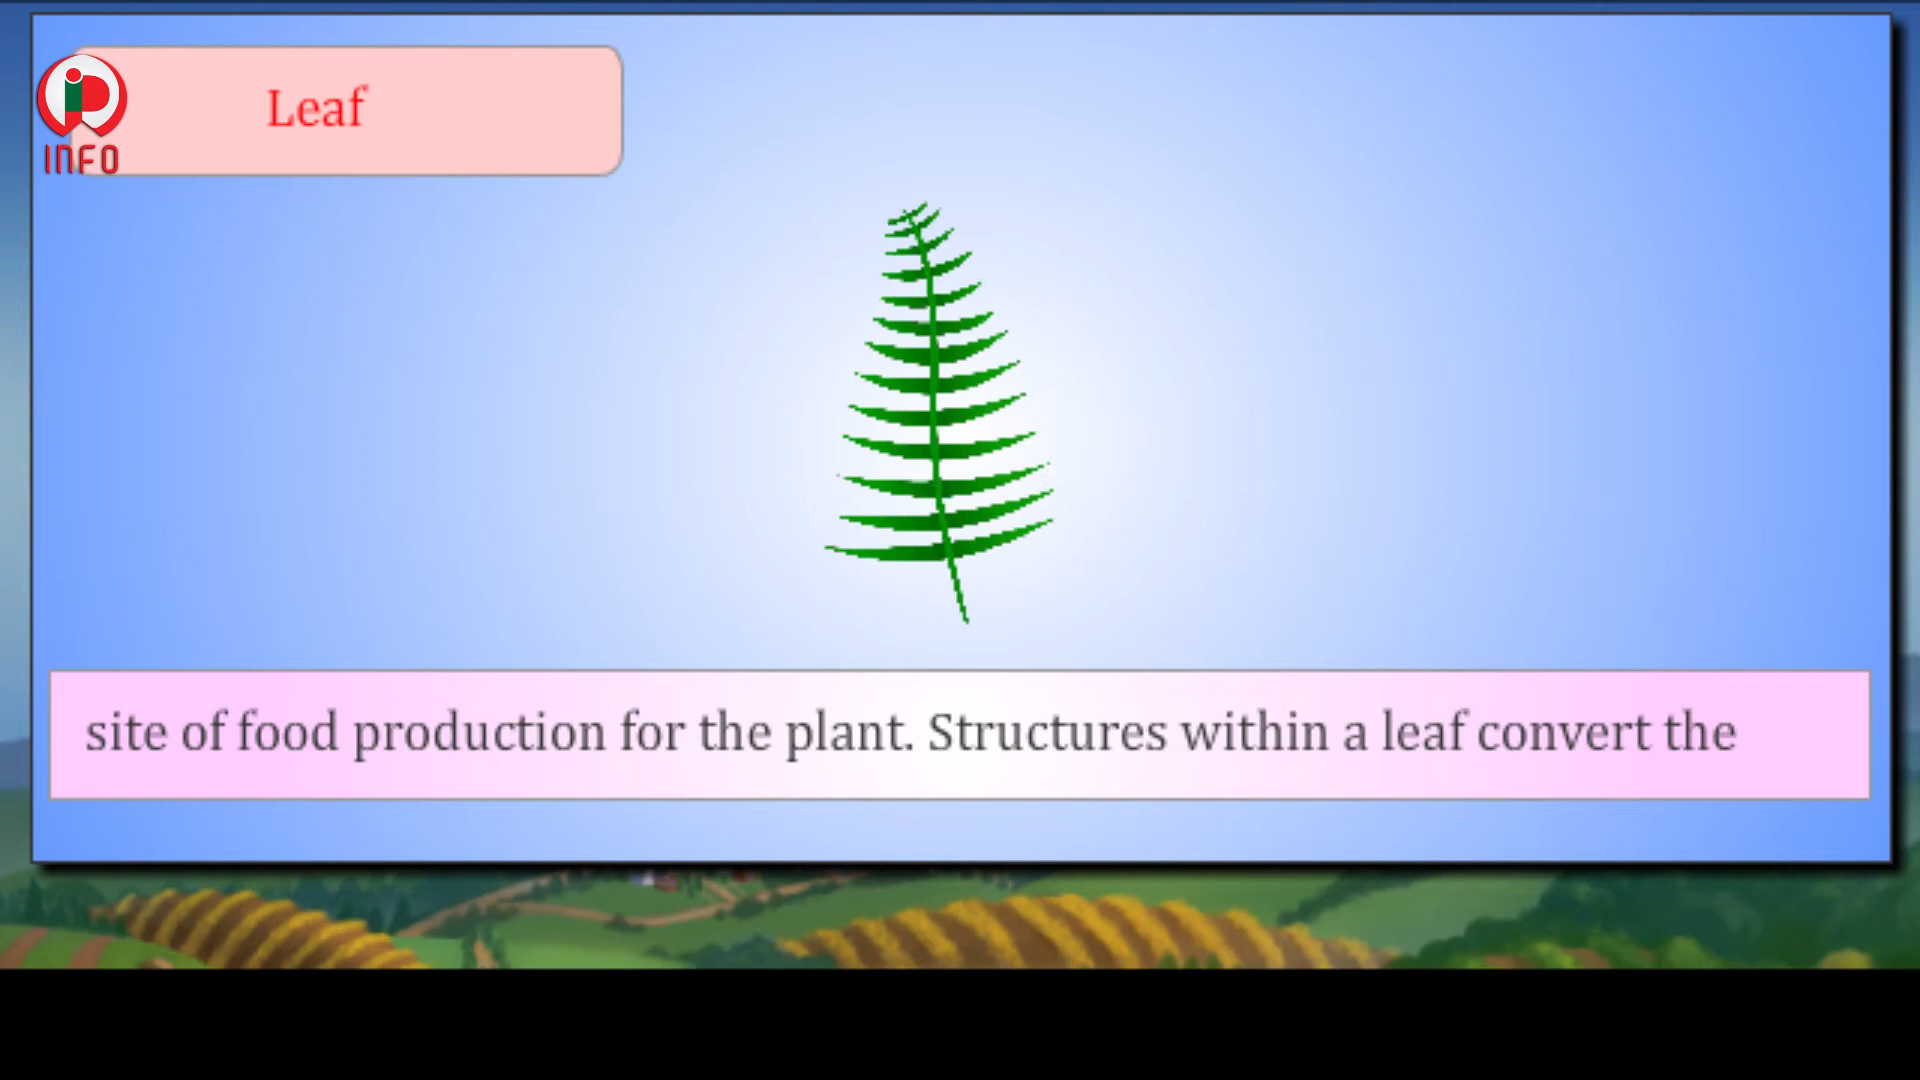 Leaf
INFO
site of food production for the plant. Structures within a leaf convert the